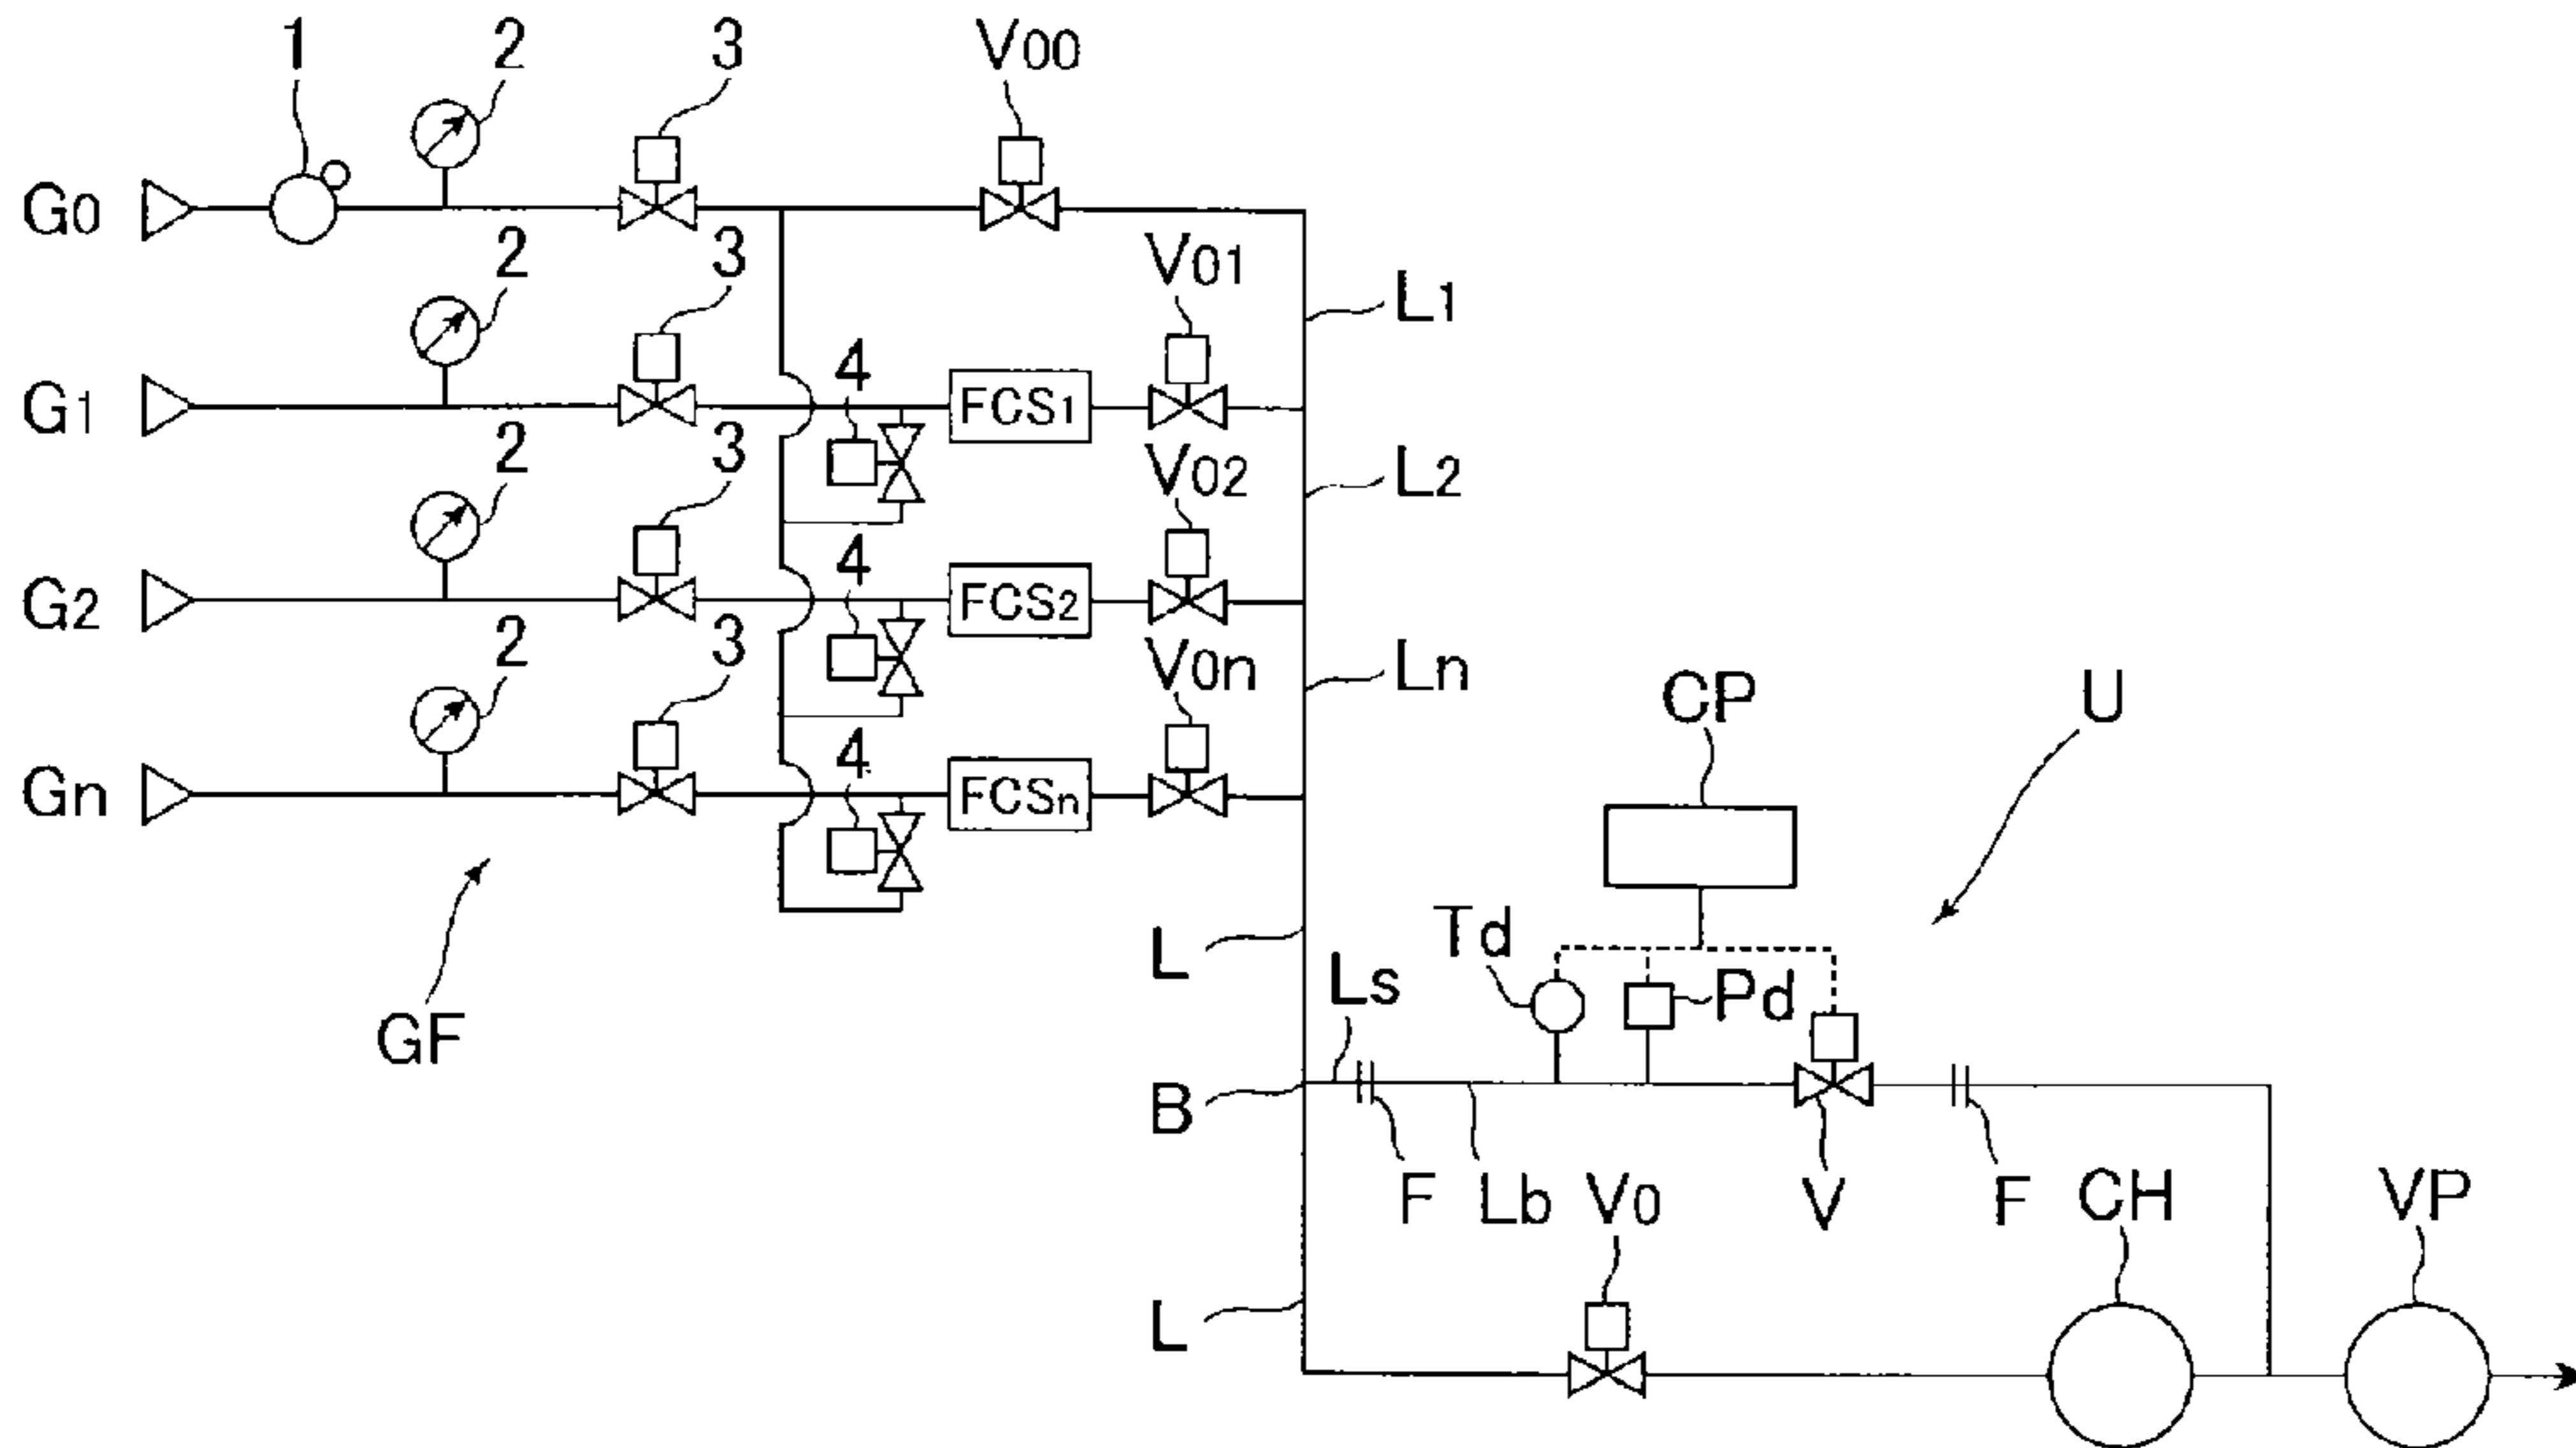 1 2 3 V00
G0
2 3 V01 L1
G1 4 FCS1
2 3 V02 L2
G2 4 FCS2
2 3 V0n Ln CP U
Gn 4 FCSn
L Td
GF Ls Pd
B
F Lb V0 V F CH VP
L